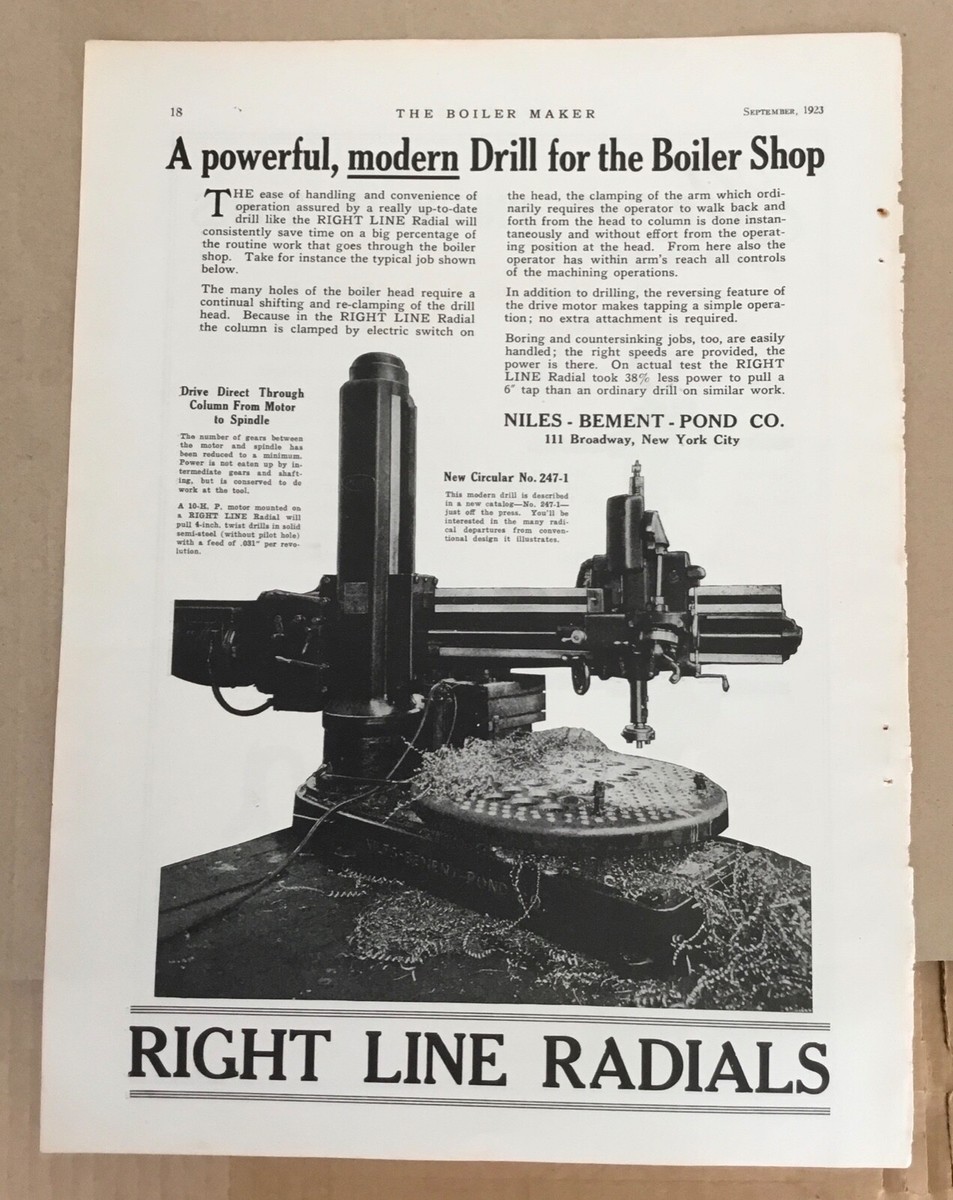 18
THE BOILER MAKER
SEPTEMBER, 1923
A powerful, modern Drill for the Boiler Shop
THE ease of handling and convenience of
operation assured by a really up-to-date
drill like the RIGHT LINE Radial will
consistently save time on a big percentage of
the routine work that goes through the boiler
shop. Take for instance the typical job shown
below.
The many holes of the boiler head require a
continual shifting and re-clamping of the drill
head. Because in the RIGHT LINE Radial
the column is clamped by electric switch on
the head, the clamping of the arm which ordi-
narily requires the operator to walk back and
forth from the head to column is done instan-
taneously and without effort from the operat-
ing position at the head. From here also the
operator has within arm's reach all controls
of the machining operations.
In addition to drilling, the reversing feature of
the drive motor makes tapping a simple opera-
tion; no extra attachment is required.
Boring and countersinking jobs, too, are easily
handled; the right speeds are provided, the
power is there. On actual test the RIGHT
LINE Radial took 38% less power to pull a
6" tap than an ordinary drill on similar work.
NILES - BEMENT - POND CO.
111 Broadway, New York City
Drive Direct Through
Column From Motor
to Spindle
The number of gears between
the motor and spindle has
been reduced to a minimum.
Power is not eaten up by in-
termediate gears and shaft-
ing, but is conserved to do
work at the tool.
A 10-H. P. motor mounted on
a RIGHT LINE Radial will
pull 4-inch. twist drills in solid
semi-steel (without pilot hole)
with a feed of .031" per revo-
lution.
New Circular No. 247-1
This modern drill is described
in a new catalog—No. 247-1—
just off the press. You'll be
interested in the many radi-
cal departures from conven-
tional design it illustrates.
NILES-BEMENT-POND
RIGHT LINE RADIALS